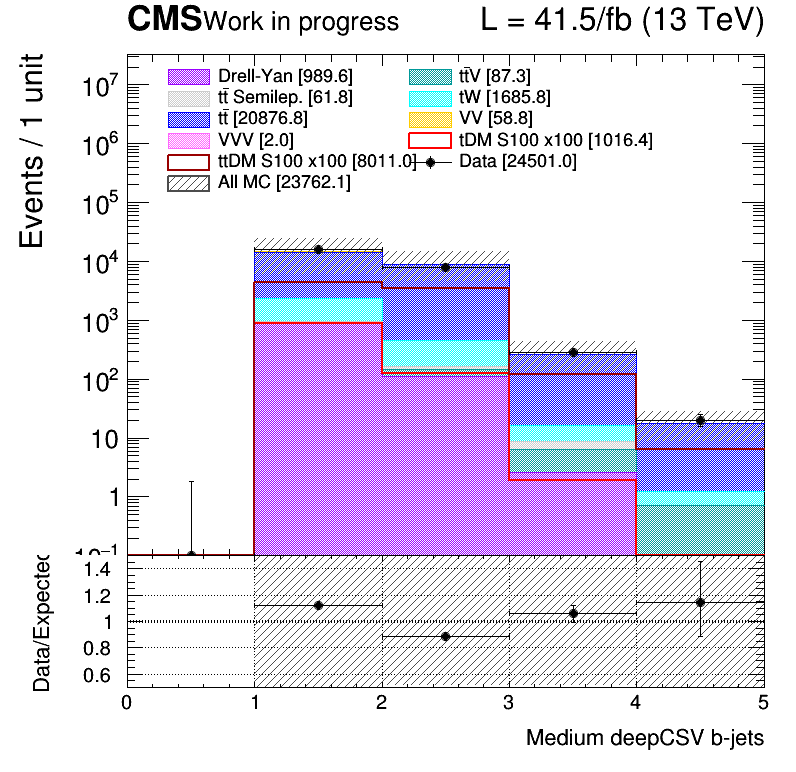 CMS Work in progress L = 41.5/fb (13 TeV)
Events / 1 unit
Drell-Yan [989.6] tt̄V [87.3]
tt̄ Semilep. [61.8] tW [1685.8]
tt̄ [20876.8] VV [58.8]
VVV [2.0] tDM S100 x100 [1016.4]
ttDM S100 x100 [8011.0] Data [24501.0]
All MC [23762.1]
10⁷
10⁶
10⁵
10⁴
10³
10²
10
1
10⁻¹
Data/Expected
1.4
1.2
1
0.8
0.6
0 1 2 3 4 5
Medium deepCSV b-jets